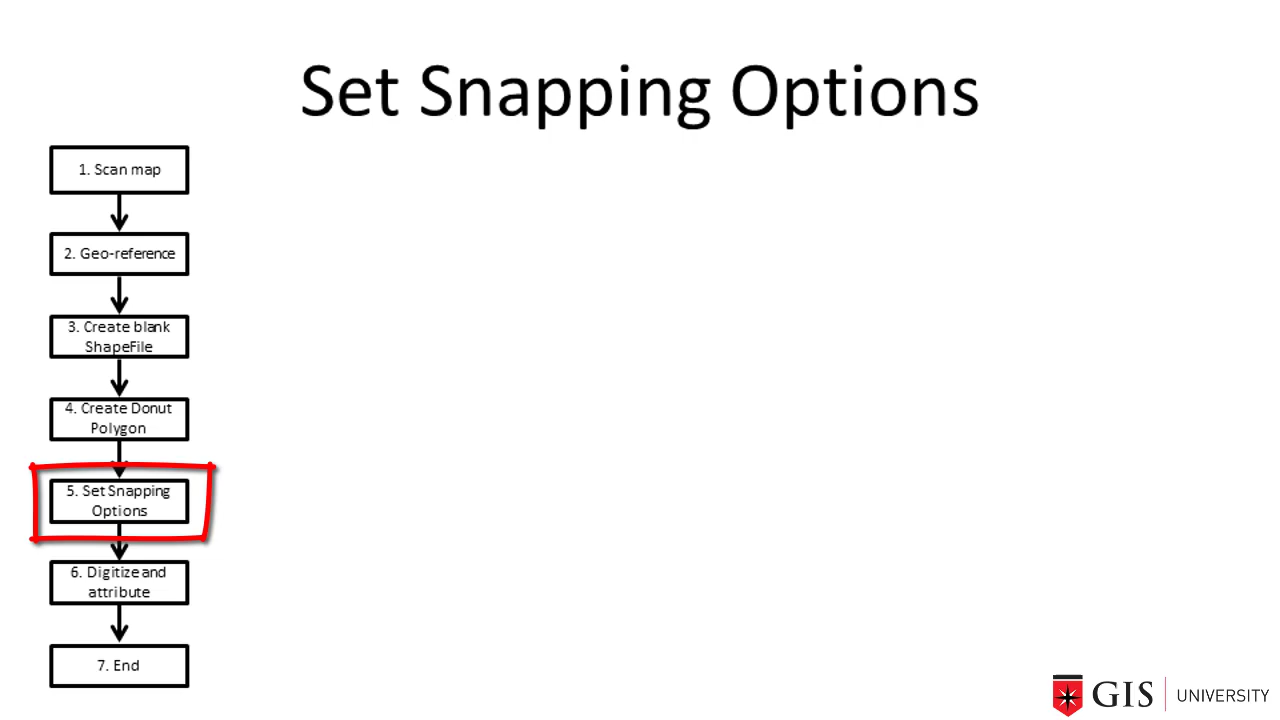 Set Snapping Options
1. Scan map
2. Geo-reference
3. Create blank
ShapeFile
4. Create Donut
Polygon
5. Set Snapping
Options
6. Digitize and
attribute
7. End
GIS UNIVERSITY